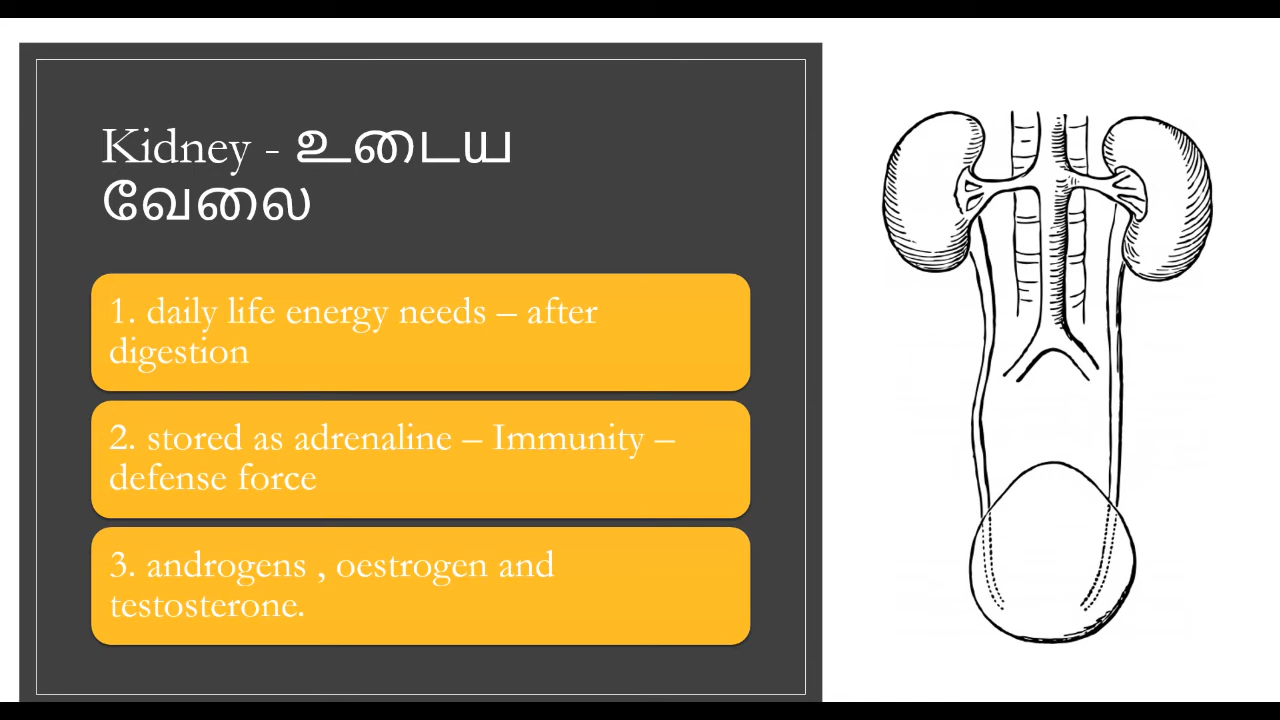 Kidney - உடைய
வேலை
1. daily life energy needs – after
digestion
2. stored as adrenaline – Immunity –
defense force
3. androgens , oestrogen and
testosterone.